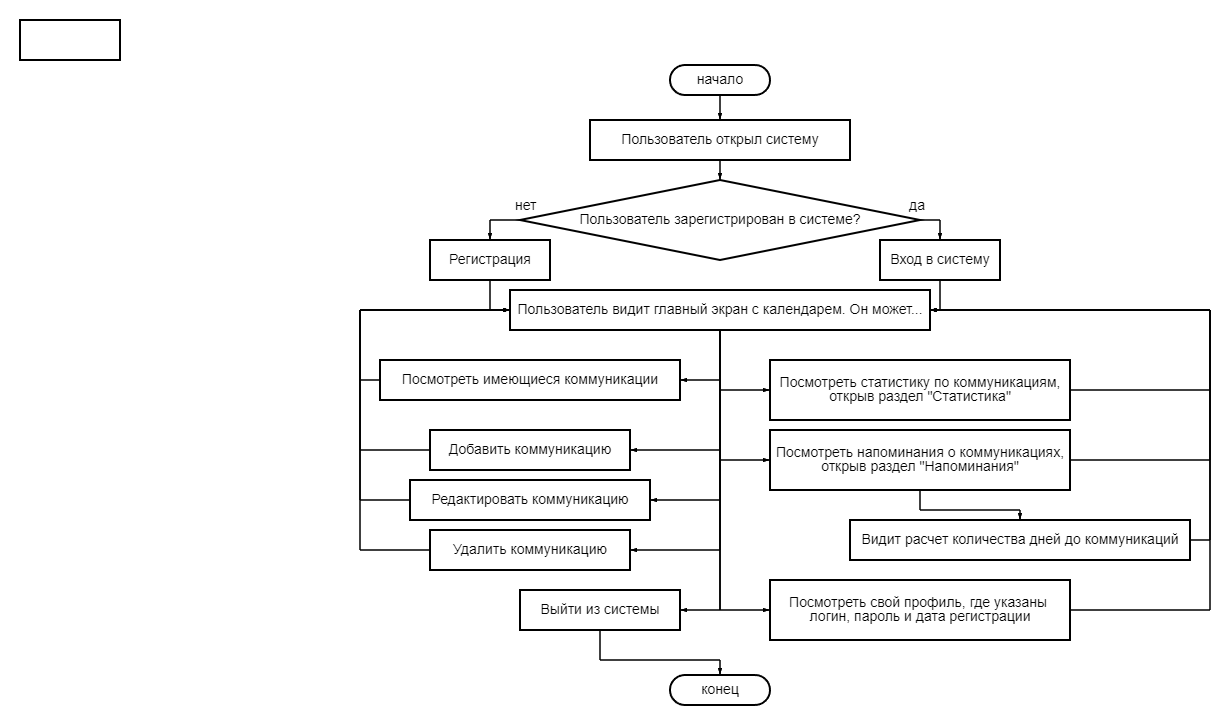 начало
Пользователь открыл систему
нет
да
Пользователь зарегистрирован в системе?
Регистрация
Вход в систему
Пользователь видит главный экран с календарем. Он может...
Посмотреть имеющиеся коммуникации
Посмотреть статистику по коммуникациям,
открыв раздел "Статистика"
Добавить коммуникацию
Посмотреть напоминания о коммуникациях,
открыв раздел "Напоминания"
Редактировать коммуникацию
Удалить коммуникацию
Видит расчет количества дней до коммуникаций
Выйти из системы
Посмотреть свой профиль, где указаны
логин, пароль и дата регистрации
конец